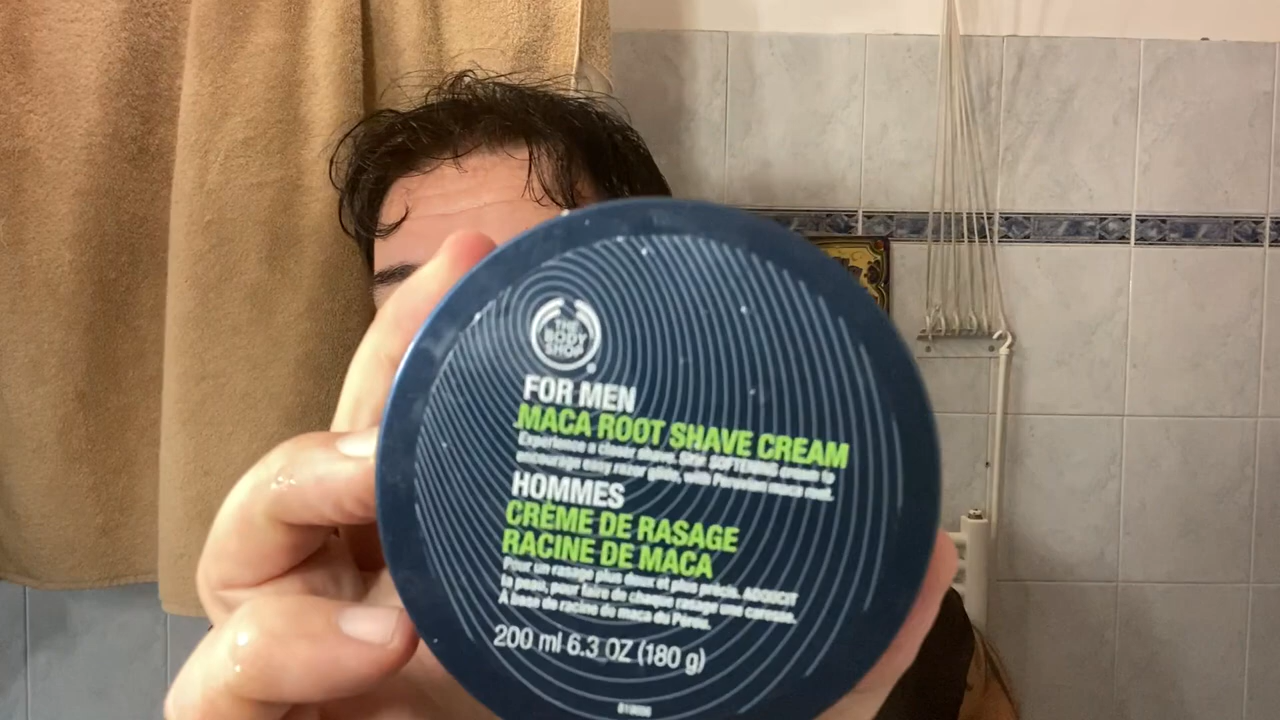 THE
BODY
SHOP
FOR MEN
MACA ROOT SHAVE CREAM
Experience a closer shave. Skin SOFTENING cream to
encourage easy razor glide, with Peruvian maca root.
HOMMES
CRÈME DE RASAGE
RACINE DE MACA
Pour un rasage plus doux et plus précis. ADOUCIT
la peau, pour faire de chaque rasage une caresse.
À base de racine de maca du Pérou.
200 ml 6.3 OZ (180 g)